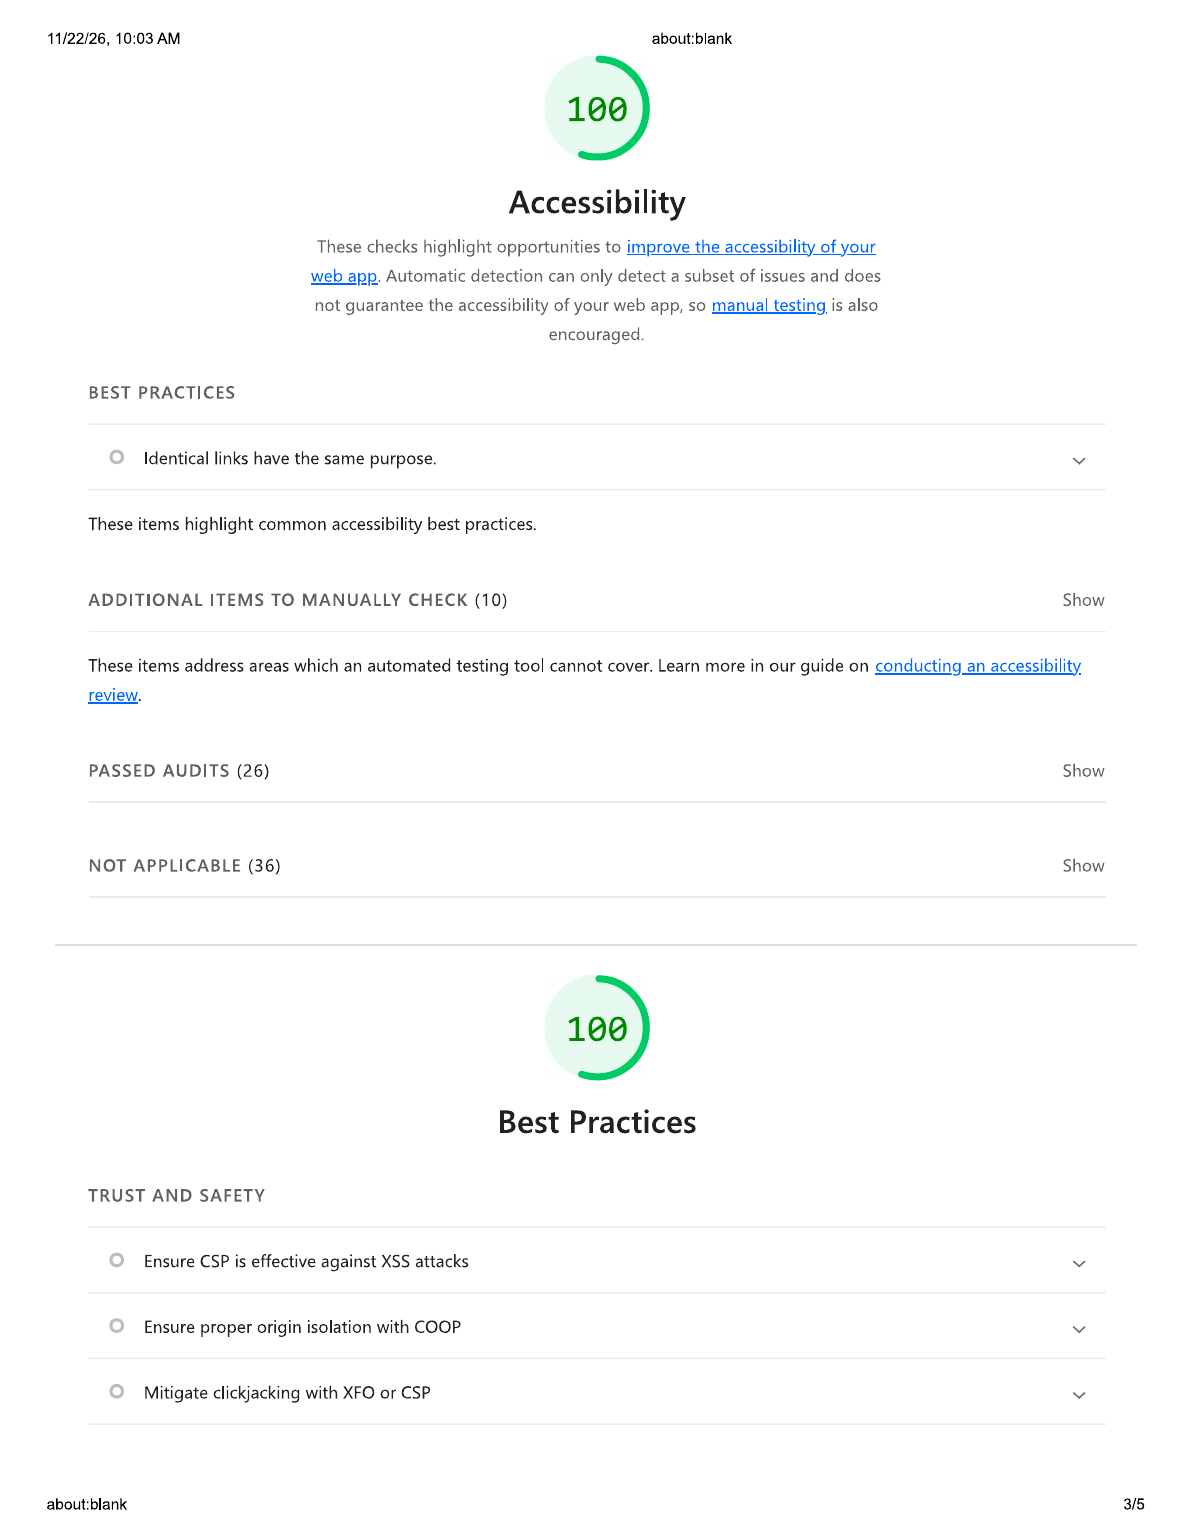 11/22/26, 10:03 AM about:blank
100
Accessibility
These checks highlight opportunities to improve the accessibility of your
web app. Automatic detection can only detect a subset of issues and does
not guarantee the accessibility of your web app, so manual testing is also
encouraged.
BEST PRACTICES
Identical links have the same purpose.
These items highlight common accessibility best practices.
ADDITIONAL ITEMS TO MANUALLY CHECK (10) Show
These items address areas which an automated testing tool cannot cover. Learn more in our guide on conducting an accessibility
review.
PASSED AUDITS (26) Show
NOT APPLICABLE (36) Show
100
Best Practices
TRUST AND SAFETY
Ensure CSP is effective against XSS attacks
Ensure proper origin isolation with COOP
Mitigate clickjacking with XFO or CSP
about:blank 3/5